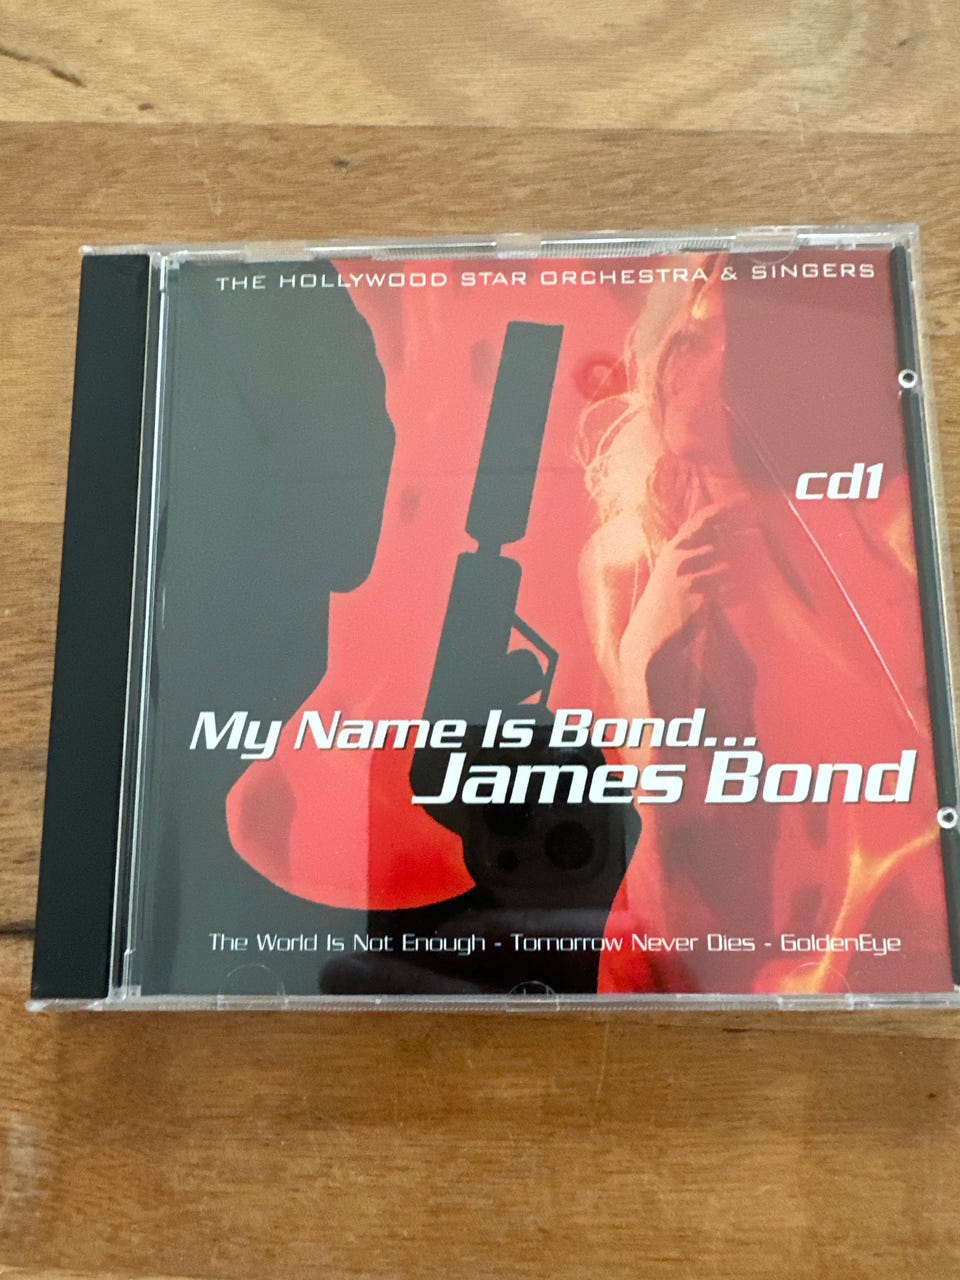 THE HOLLYWOOD STAR ORCHESTRA & SINGERS
cd1
My Name Is Bond...
James Bond
The World Is Not Enough - Tomorrow Never Dies - GoldenEye